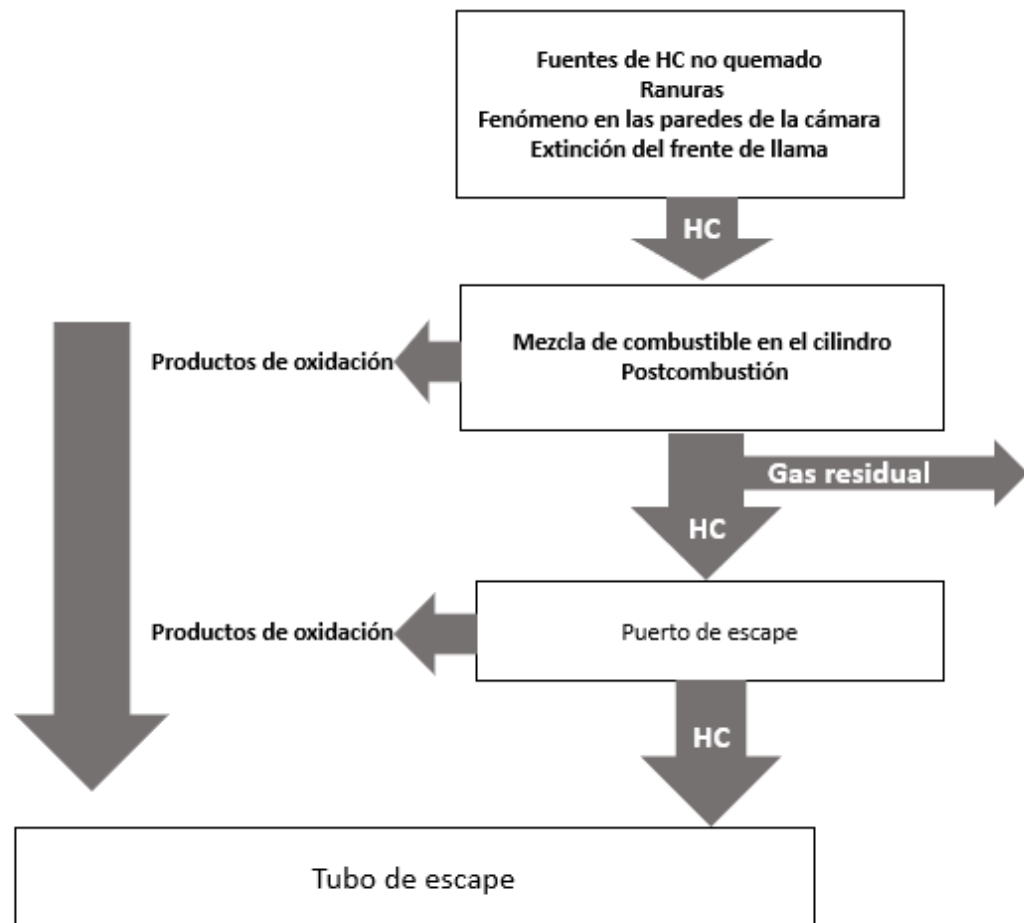 Fuentes de HC no quemado
Ranuras
Fenómeno en las paredes de la cámara
Extinción del frente de llama
HC
Productos de oxidación
Mezcla de combustible en el cilindro
Postcombustión
Gas residual
HC
Productos de oxidación
Puerto de escape
HC
Tubo de escape